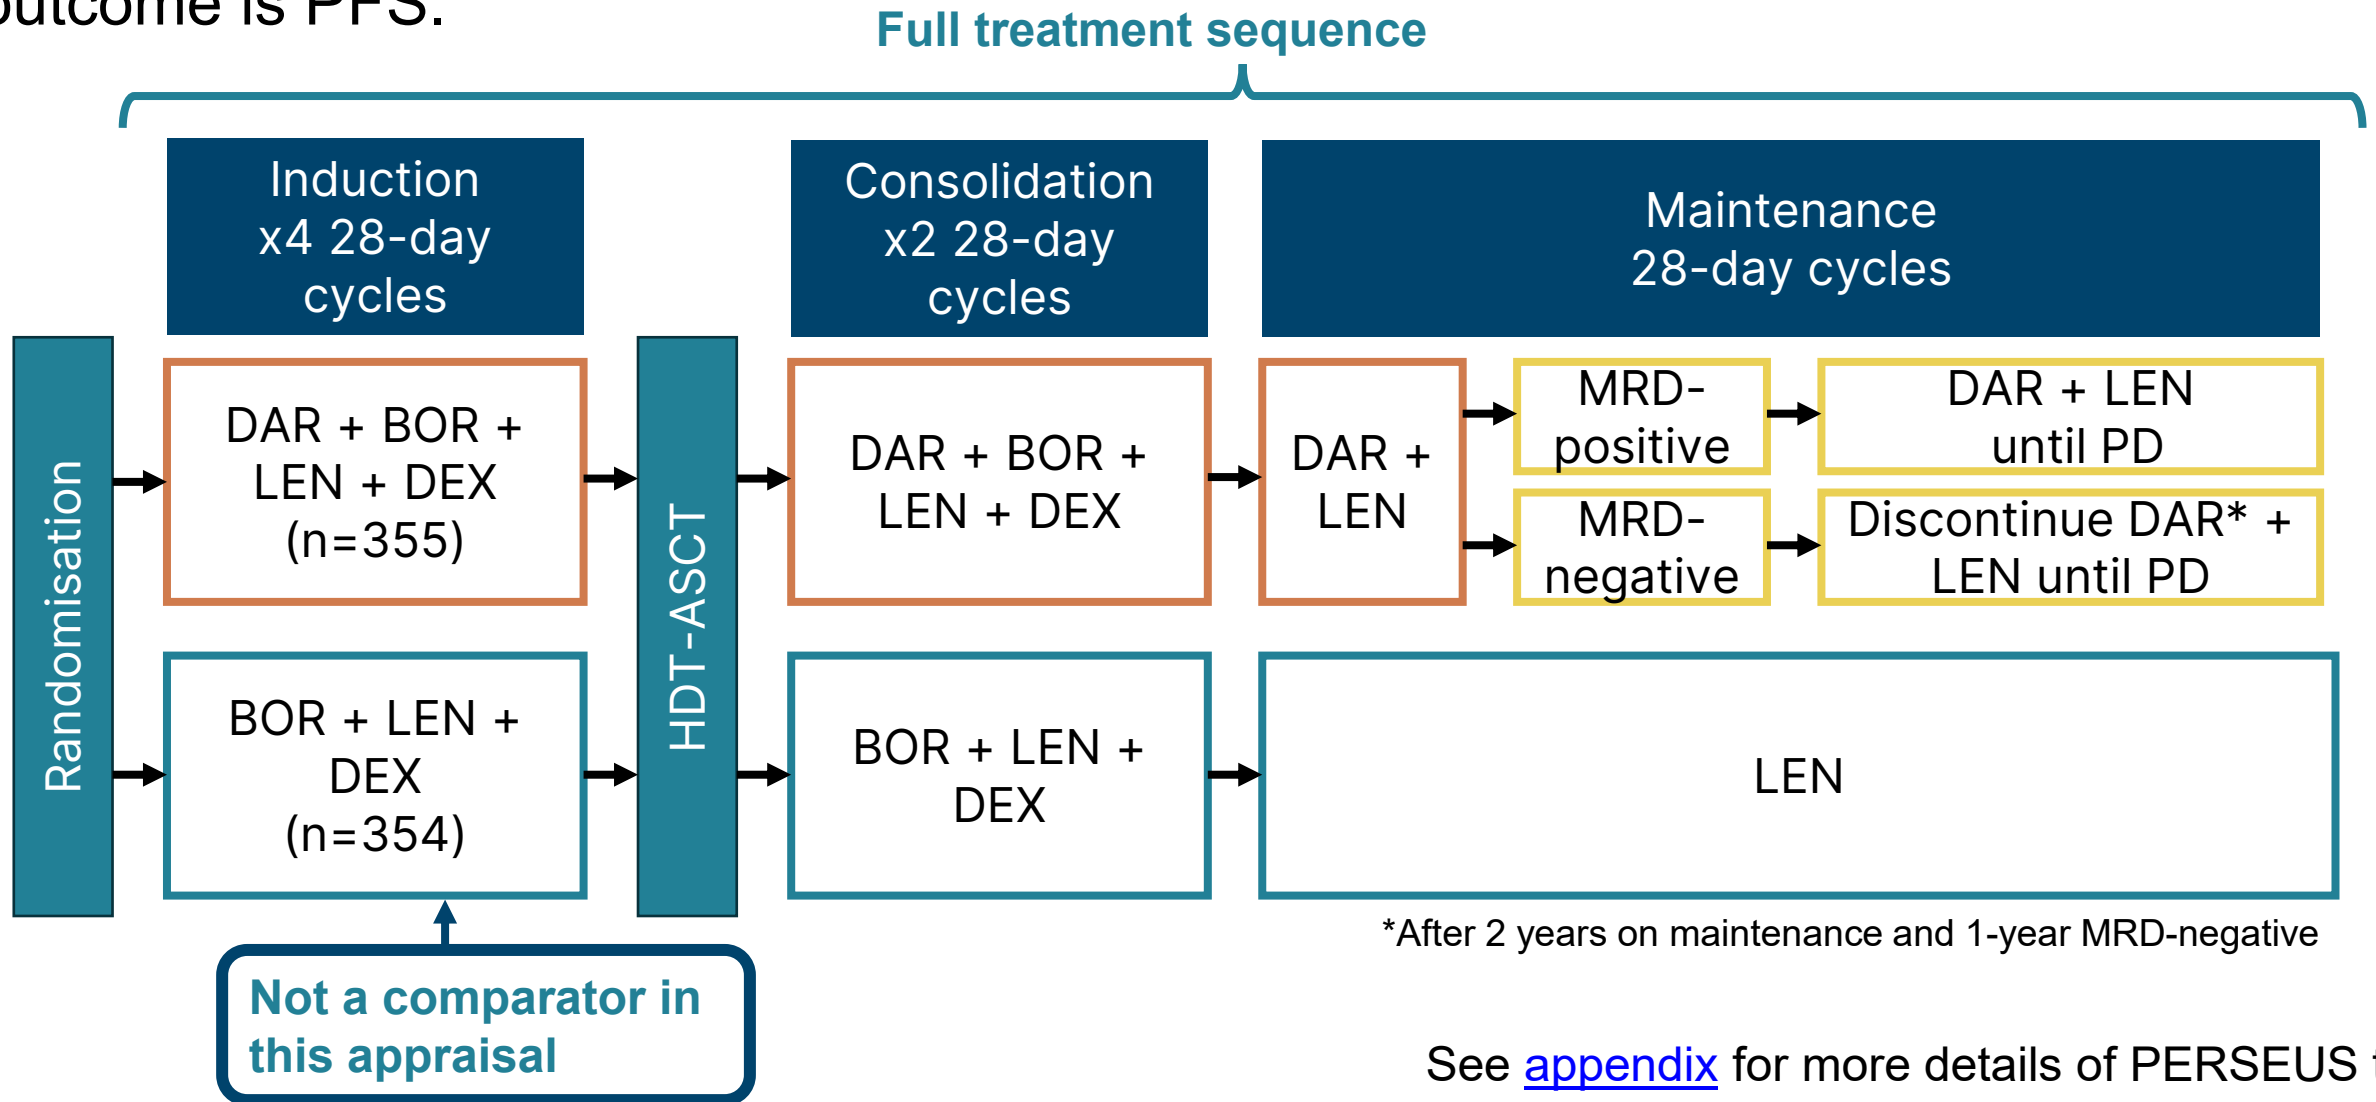 outcome is PFS.
Full treatment sequence
Induction
x4 28-day
cycles
Consolidation
x2 28-day
cycles
Maintenance
28-day cycles
Randomisation
DAR + BOR +
LEN + DEX
(n=355)
HDT-ASCT
DAR + BOR +
LEN + DEX
DAR +
LEN
MRD-
positive
DAR + LEN
until PD
MRD-
negative
Discontinue DAR* +
LEN until PD
BOR + LEN +
DEX
(n=354)
BOR + LEN +
DEX
LEN
*After 2 years on maintenance and 1-year MRD-negative
Not a comparator in
this appraisal
See appendix for more details of PERSEUS